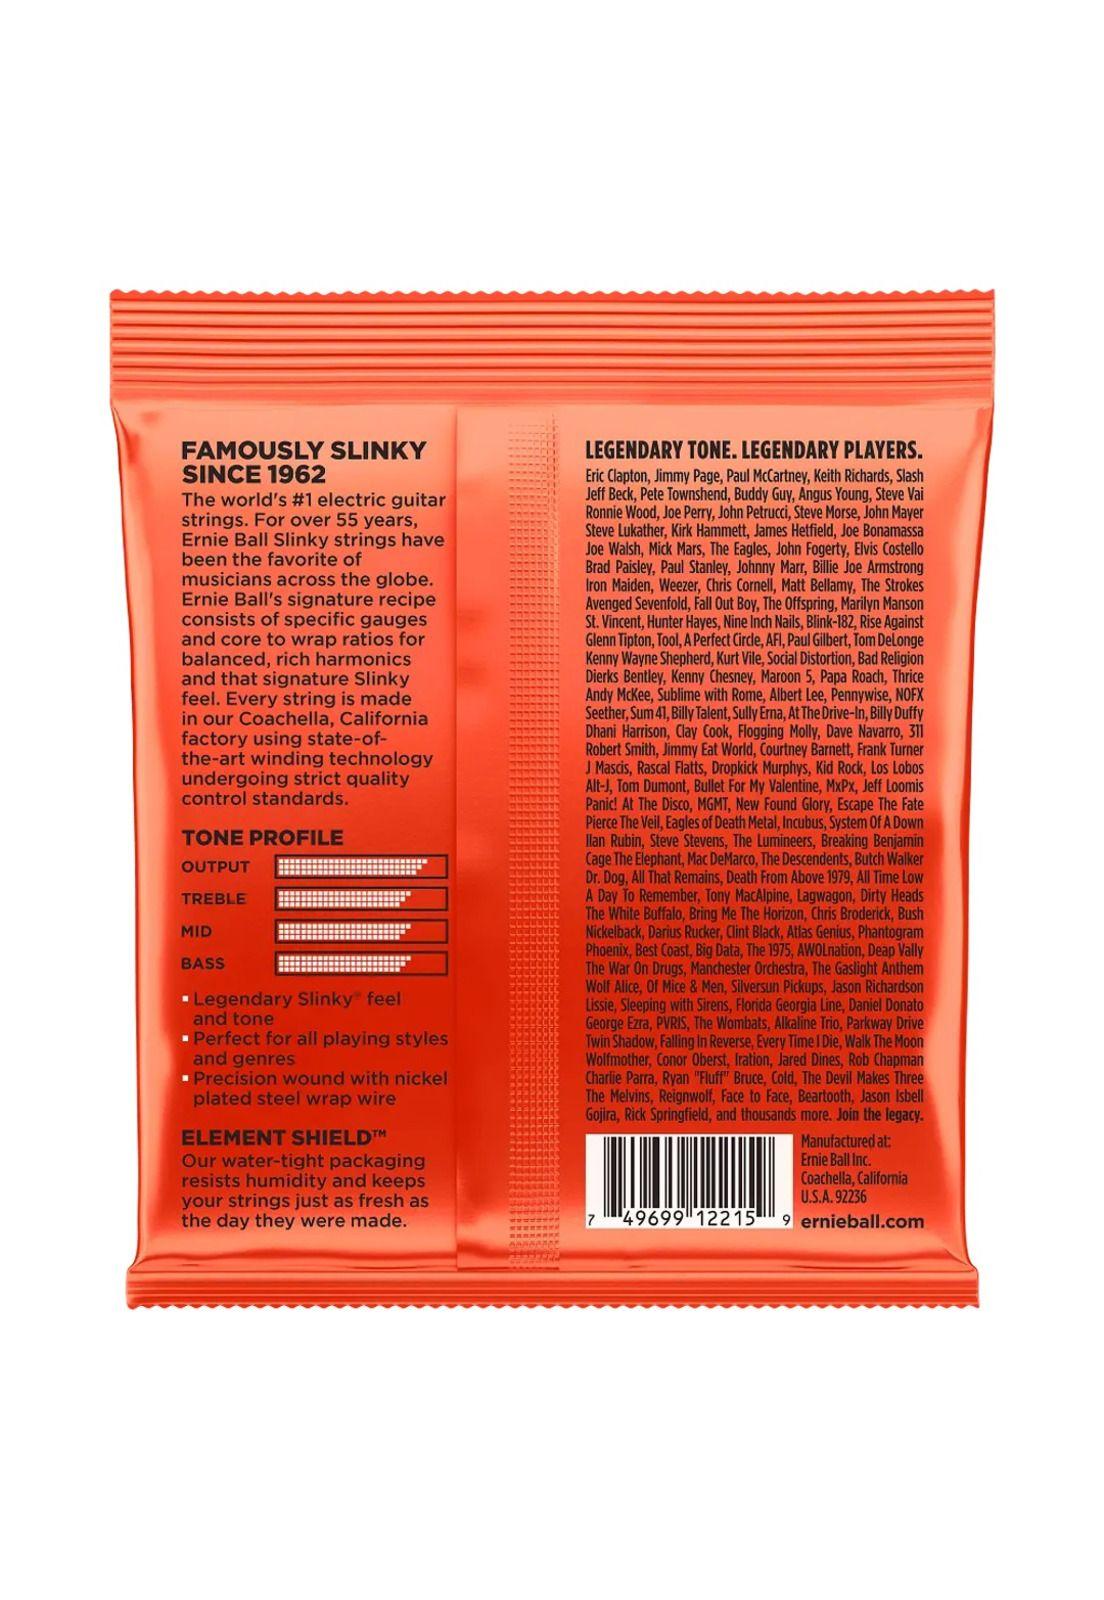 FAMOUSLY SLINKY
SINCE 1962
The world's #1 electric guitar
strings. For over 55 years,
Ernie Ball Slinky strings have
been the favorite of
musicians across the globe.
Ernie Ball's signature recipe
consists of specific gauges
and core to wrap ratios for
balanced, rich harmonics
and that signature Slinky
feel. Every string is made
in our Coachella, California
factory using state-of-
the-art winding technology
undergoing strict quality
control standards.
TONE PROFILE
OUTPUT
TREBLE
MID
BASS
▪ Legendary Slinky® feel
and tone
▪ Perfect for all playing styles
and genres
▪ Precision wound with nickel
plated steel wrap wire
ELEMENT SHIELD™
Our water-tight packaging
resists humidity and keeps
your strings just as fresh as
the day they were made.
LEGENDARY TONE. LEGENDARY PLAYERS.
Eric Clapton, Jimmy Page, Paul McCartney, Keith Richards, Slash
Jeff Beck, Pete Townshend, Buddy Guy, Angus Young, Steve Vai
Ronnie Wood, Joe Perry, John Petrucci, Steve Morse, John Mayer
Steve Lukather, Kirk Hammett, James Hetfield, Joe Bonamassa
Joe Walsh, Mick Mars, The Eagles, John Fogerty, Elvis Costello
Brad Paisley, Paul Stanley, Johnny Marr, Billie Joe Armstrong
Iron Maiden, Weezer, Chris Cornell, Matt Bellamy, The Strokes
Avenged Sevenfold, Fall Out Boy, The Offspring, Marilyn Manson
St. Vincent, Hunter Hayes, Nine Inch Nails, Blink-182, Rise Against
Glenn Tipton, Tool, A Perfect Circle, AFI, Paul Gilbert, Tom DeLonge
Kenny Wayne Shepherd, Kurt Vile, Social Distortion, Bad Religion
Dierks Bentley, Kenny Chesney, Maroon 5, Papa Roach, Thrice
Andy McKee, Sublime with Rome, Albert Lee, Pennywise, NOFX
Seether, Sum 41, Billy Talent, Sully Erna, At The Drive-In, Billy Duffy
Dhani Harrison, Clay Cook, Flogging Molly, Dave Navarro, 311
Robert Smith, Jimmy Eat World, Courtney Barnett, Frank Turner
J Mascis, Rascal Flatts, Dropkick Murphys, Kid Rock, Los Lobos
Alt-J, Tom Dumont, Bullet For My Valentine, MxPx, Jeff Loomis
Panic! At The Disco, MGMT, New Found Glory, Escape The Fate
Pierce The Veil, Eagles of Death Metal, Incubus, System Of A Down
Ilan Rubin, Steve Stevens, The Lumineers, Breaking Benjamin
Cage The Elephant, Mac DeMarco, The Descendents, Butch Walker
Dr. Dog, All That Remains, Death From Above 1979, All Time Low
A Day To Remember, Tony MacAlpine, Lagwagon, Dirty Heads
The White Buffalo, Bring Me The Horizon, Chris Broderick, Bush
Nickelback, Darius Rucker, Clint Black, Atlas Genius, Phantogram
Phoenix, Best Coast, Big Data, The 1975, AWOLnation, Deap Vally
The War On Drugs, Manchester Orchestra, The Gaslight Anthem
Wolf Alice, Of Mice & Men, Silversun Pickups, Jason Richardson
Lissie, Sleeping with Sirens, Florida Georgia Line, Daniel Donato
George Ezra, PVRIS, The Wombats, Alkaline Trio, Parkway Drive
Twin Shadow, Falling In Reverse, Every Time I Die, Walk The Moon
Wolfmother, Conor Oberst, Iration, Jared Dines, Rob Chapman
Charlie Parra, Ryan "Fluff" Bruce, Cold, The Devil Makes Three
The Melvins, Reignwolf, Face to Face, Beartooth, Jason Isbell
Gojira, Rick Springfield, and thousands more. Join the legacy.
7 49699 12215 9
Manufactured at:
Ernie Ball Inc.
Coachella, California
U.S.A. 92236
ernieball.com